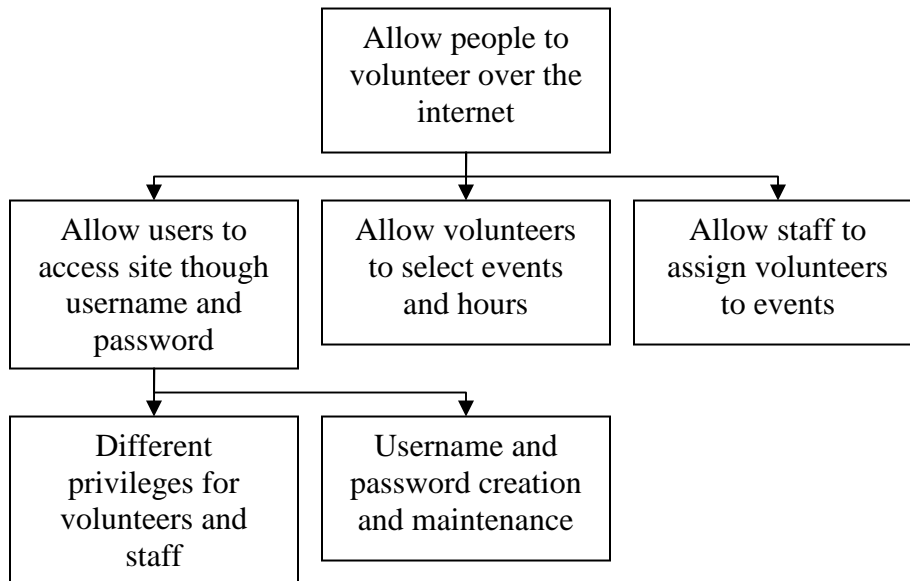 Allow people to
volunteer over the
internet
Allow users to
access site though
username and
password
Allow volunteers
to select events
and hours
Allow staff to
assign volunteers
to events
Different
privileges for
volunteers and
staff
Username and
password creation
and maintenance